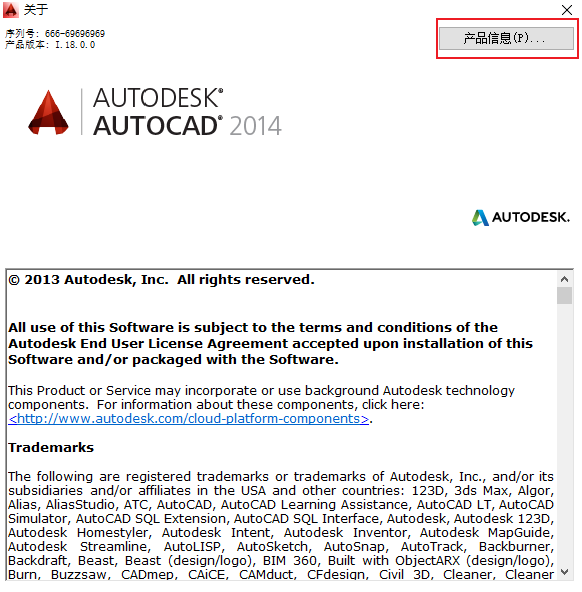 关于
序列号: 666-69696969
产品版本: I.18.0.0
产品信息(P)...
AUTODESK®
AUTOCAD® 2014
AUTODESK.
© 2013 Autodesk, Inc.  All rights reserved.
All use of this Software is subject to the terms and conditions of the
Autodesk End User License Agreement accepted upon installation of this
Software and/or packaged with the Software.
This Product or Service may incorporate or use background Autodesk technology
components.  For information about these components, click here:
<http://www.autodesk.com/cloud-platform-components>.
Trademarks
The following are registered trademarks or trademarks of Autodesk, Inc., and/or its
subsidiaries and/or affiliates in the USA and other countries: 123D, 3ds Max, Algor,
Alias, AliasStudio, ATC, AutoCAD, AutoCAD Learning Assistance, AutoCAD LT, AutoCAD
Simulator, AutoCAD SQL Extension, AutoCAD SQL Interface, Autodesk, Autodesk 123D,
Autodesk Homestyler, Autodesk Intent, Autodesk Inventor, Autodesk MapGuide,
Autodesk Streamline, AutoLISP, AutoSketch, AutoSnap, AutoTrack, Backburner,
Backdraft, Beast, Beast (design/logo), BIM 360, Built with ObjectARX (design/logo),
Burn, Buzzsaw, CADmep, CAiCE, CAMduct, CFdesign, Civil 3D, Cleaner, Cleaner